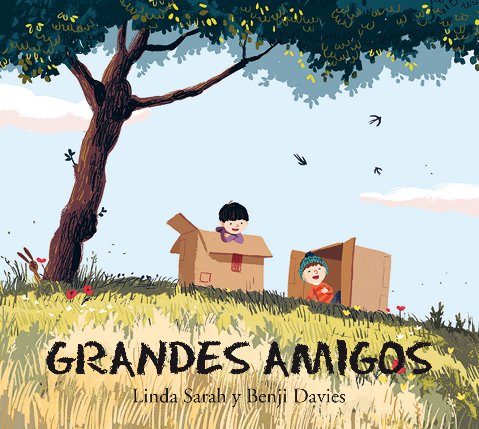 GRANDES AMIGOS
Linda Sarah y Benji Davies